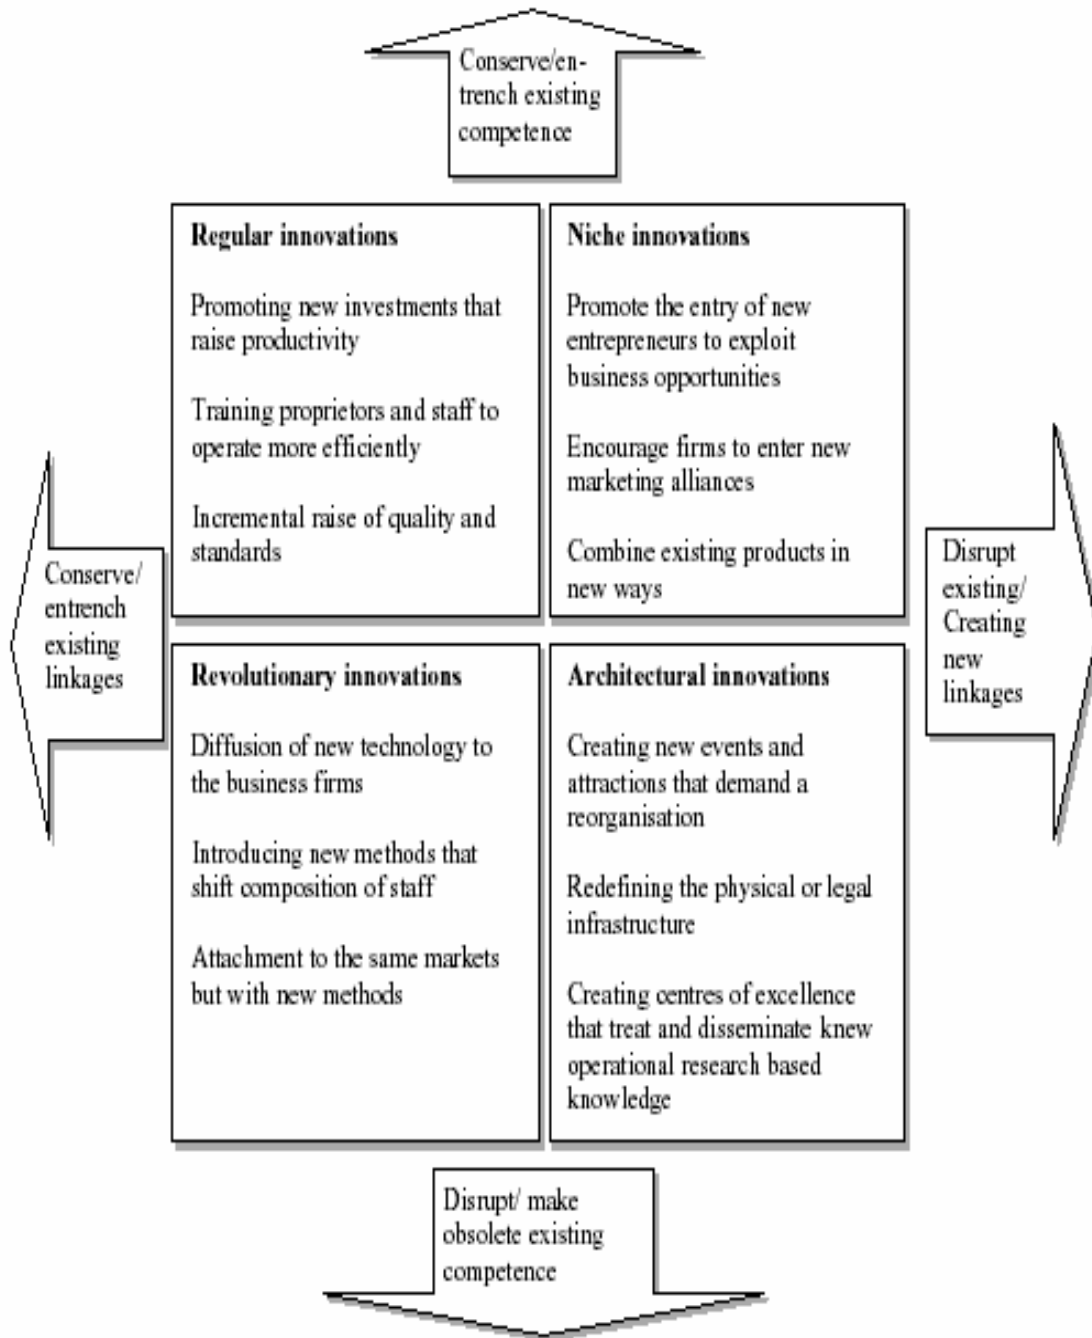 Conserve/en-
trench existing
competence
Regular innovations
Promoting new investments that
raise productivity
Training proprietors and staff to
operate more efficiently
Incremental raise of quality and
standards
Niche innovations
Promote the entry of new
entrepreneurs to exploit
business opportunities
Encourage firms to enter new
marketing alliances
Combine existing products in
new ways
Conserve/
entrench
existing
linkages
Disrupt
existing/
Creating
new
linkages
Revolutionary innovations
Diffusion of new technology to
the business firms
Introducing new methods that
shift composition of staff
Attachment to the same markets
but with new methods
Architectural innovations
Creating new events and
attractions that demand a
reorganisation
Redefining the physical or legal
infrastructure
Creating centres of excellence
that treat and disseminate knew
operational research based
knowledge
Disrupt/ make
obsolete existing
competence